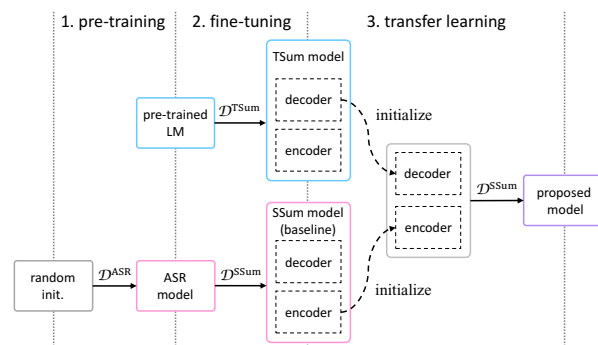 1. pre-training
2. fine-tuning
3. transfer learning
TSum model
decoder
encoder
pre-trained
LM
𝒟^TSum
initialize
decoder
encoder
𝒟^SSum
proposed
model
SSum model
(baseline)
decoder
encoder
random
init.
𝒟^ASR
ASR
model
𝒟^SSum
initialize